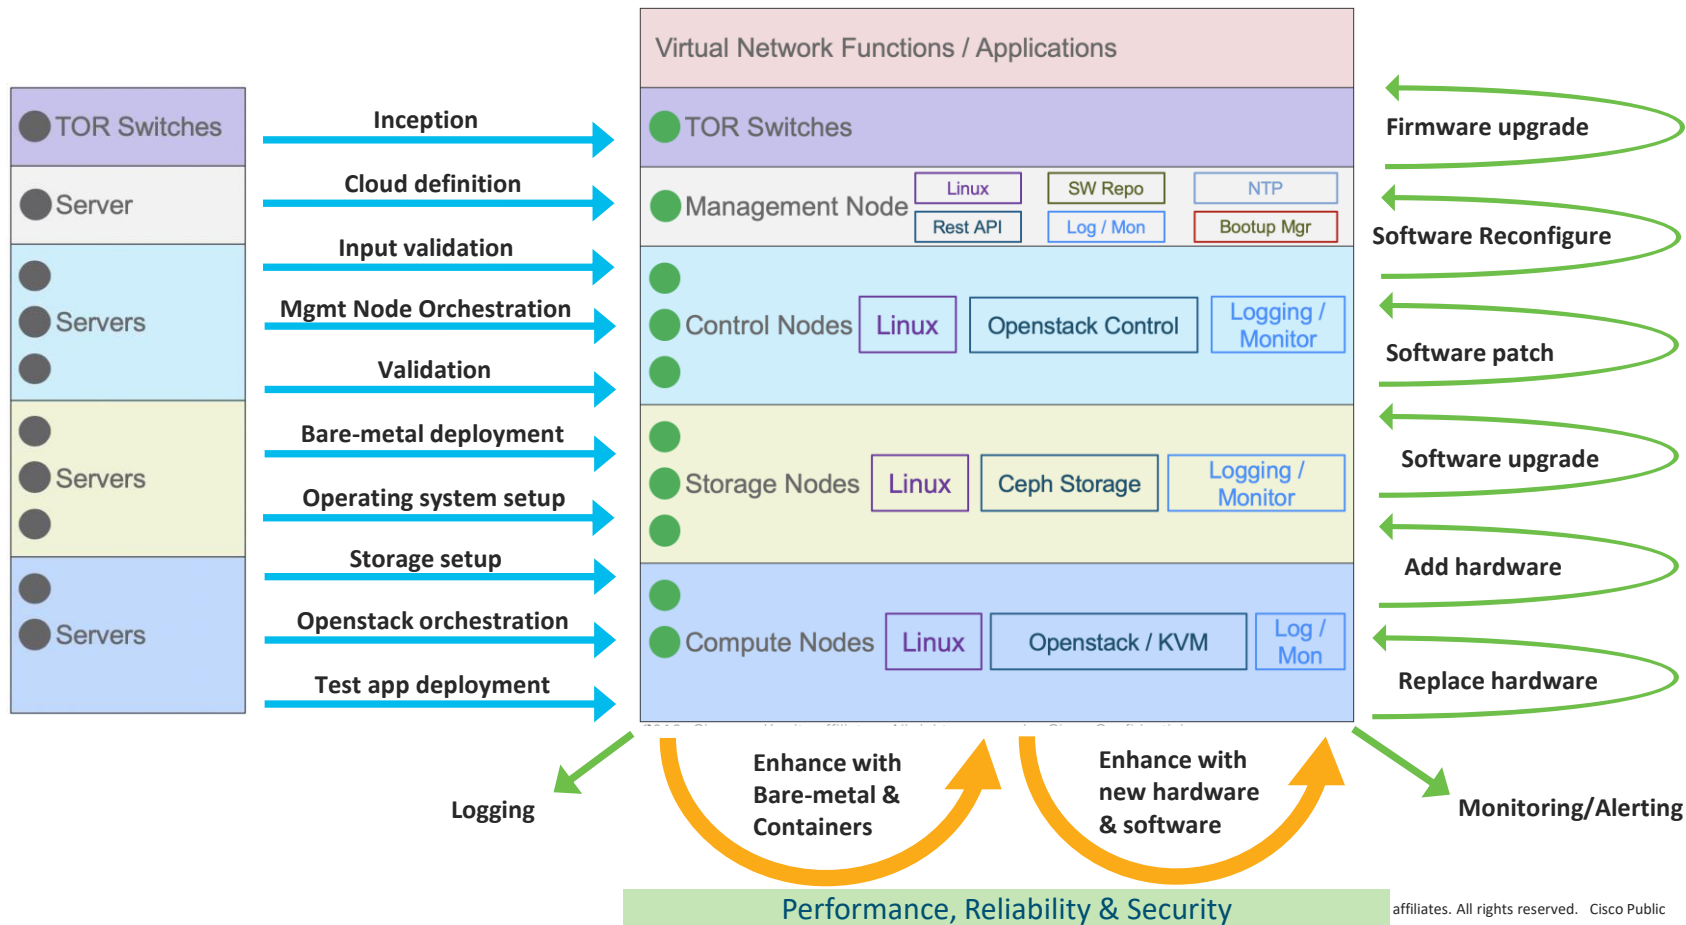 Virtual Network Functions / Applications
TOR Switches
Server
Servers
Servers
Servers
Inception
Cloud definition
Input validation
Mgmt Node Orchestration
Validation
Bare-metal deployment
Operating system setup
Storage setup
Openstack orchestration
Test app deployment
TOR Switches
Management Node
Linux
SW Repo
NTP
Rest API
Log / Mon
Bootup Mgr
Control Nodes
Linux
Openstack Control
Logging /
Monitor
Storage Nodes
Linux
Ceph Storage
Logging /
Monitor
Compute Nodes
Linux
Openstack / KVM
Log /
Mon
Firmware upgrade
Software Reconfigure
Software patch
Software upgrade
Add hardware
Replace hardware
Logging
Enhance with
Bare-metal &
Containers
Enhance with
new hardware
& software
Monitoring/Alerting
Performance, Reliability & Security
affiliates. All rights reserved. Cisco Public